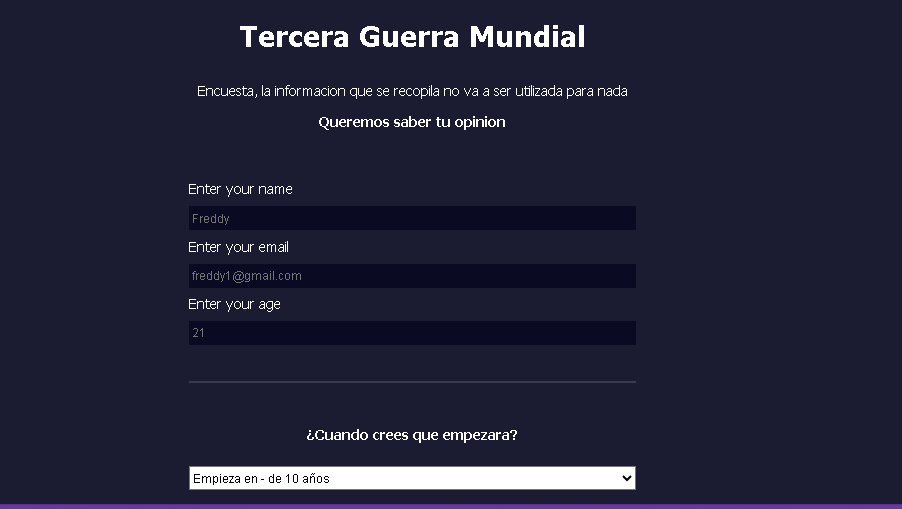 Tercera Guerra Mundial
Encuesta, la informacion que se recopila no va a ser utilizada para nada
Queremos saber tu opinion
Enter your name
Freddy
Enter your email
freddy1@gmail.com
Enter your age
21
¿Cuando crees que empezara?
Empieza en - de 10 años